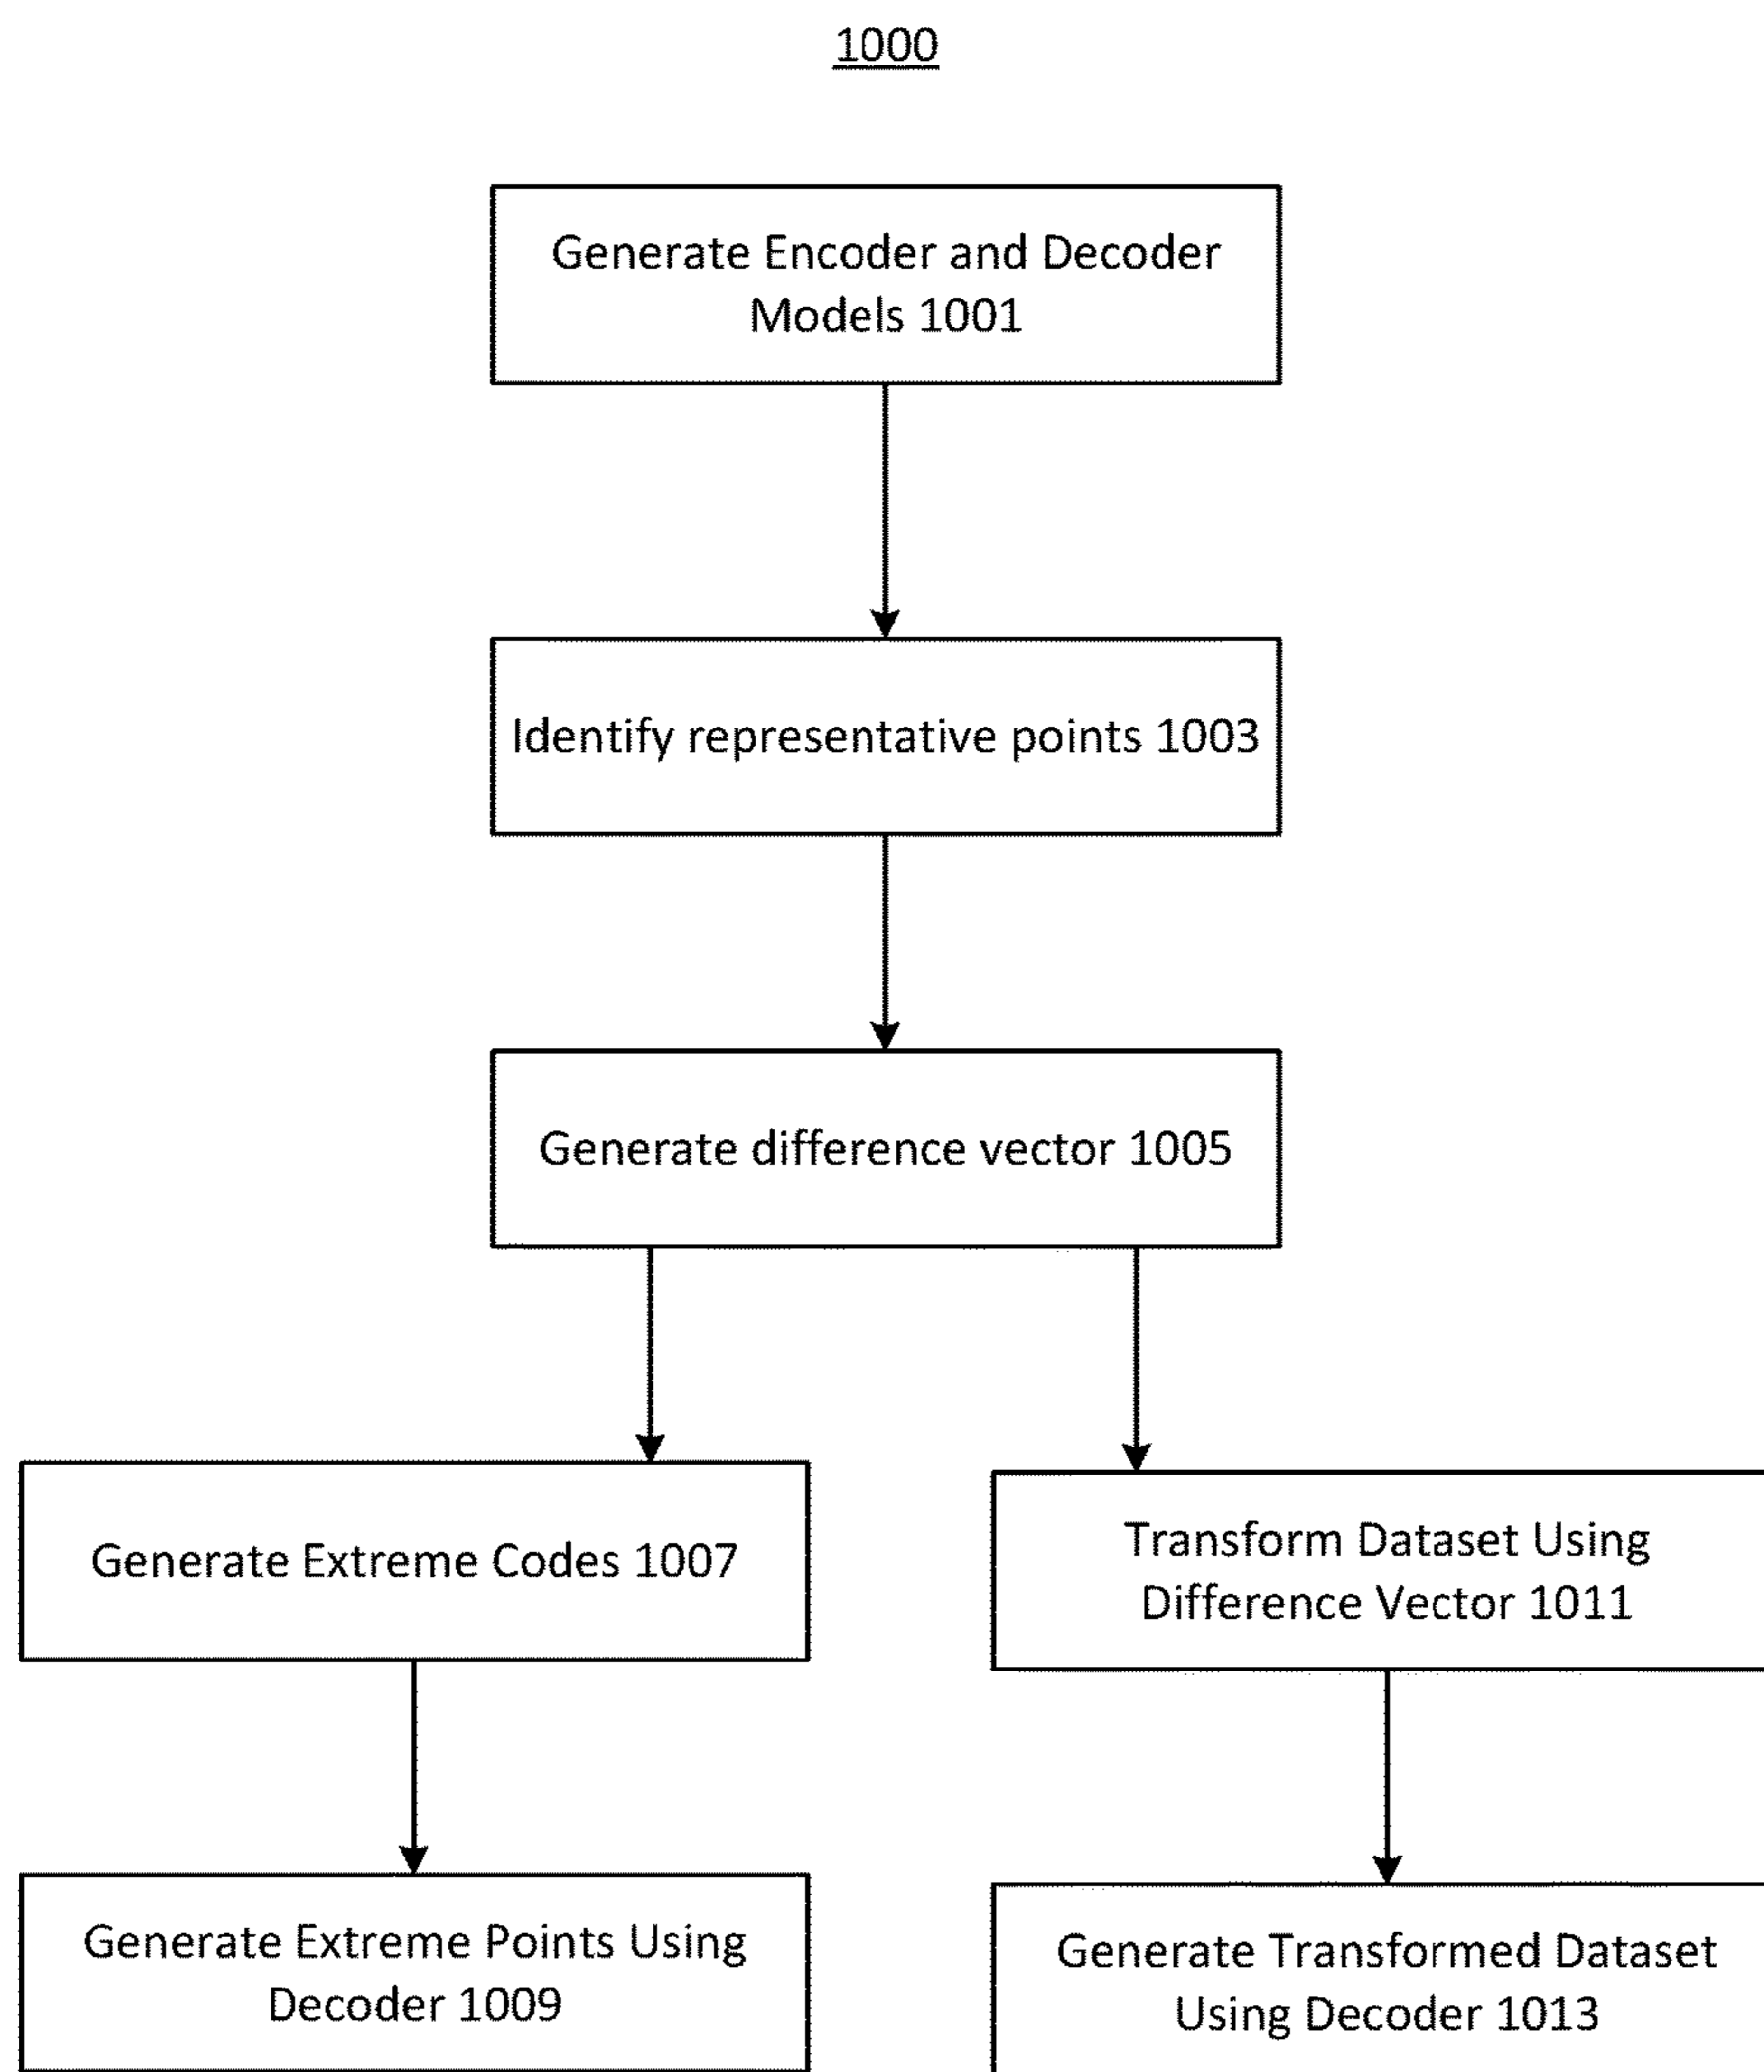 1000
Generate Encoder and Decoder
Models 1001
Identify representative points 1003
Generate difference vector 1005
Generate Extreme Codes 1007
Transform Dataset Using
Difference Vector 1011
Generate Extreme Points Using
Decoder 1009
Generate Transformed Dataset
Using Decoder 1013